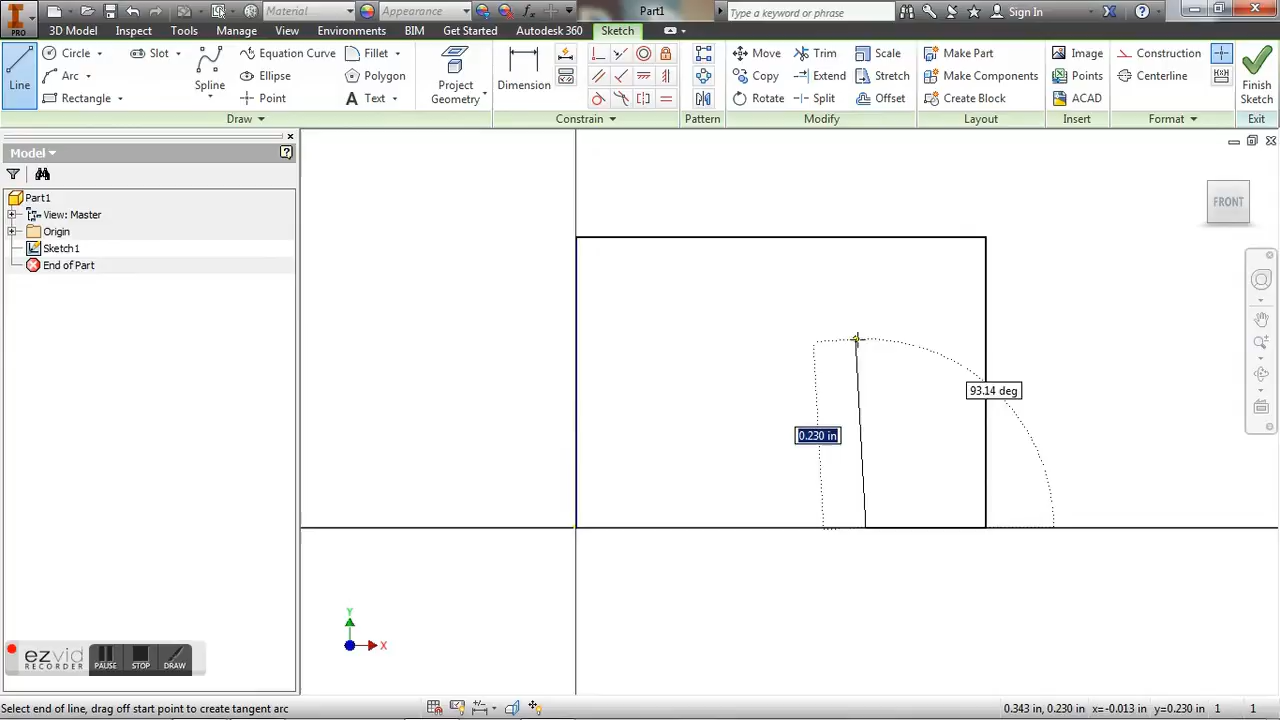 PRO
Material
Appearance
fx
Part1
Type a keyword or phrase
Sign In
3D Model Inspect Tools Manage View Environments BIM Get Started Autodesk 360 Sketch
Line
Circle
Arc
Rectangle
Slot
Spline
Equation Curve
Ellipse
Point
Fillet
Polygon
A Text
Draw
Dimension
Constrain
Project
Geometry
Pattern
Move
Copy
Rotate
Trim
Extend
Split
Scale
Stretch
Offset
Modify
Make Part
Make Components
Create Block
Layout
Image
Points
ACAD
Insert
Construction
Centerline
Format
Finish
Sketch
Exit
Model
Part1
View: Master
Origin
Sketch1
End of Part
FRONT
93.14 deg
0.230 in
Y
X
ezvid
RECORDER
PAUSE STOP DRAW
Select end of line, drag off start point to create tangent arc
0.343 in, 0.230 in x=-0.013 in y=0.230 in 1 1